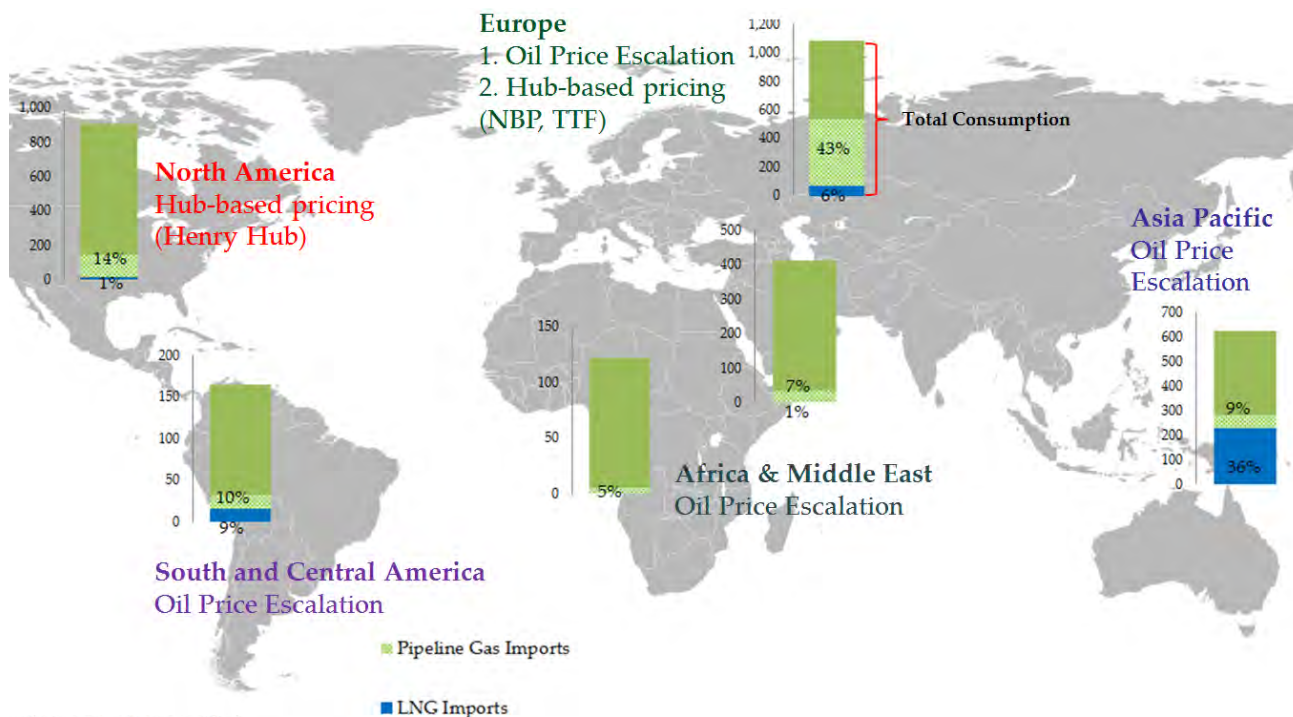 Europe
1. Oil Price Escalation
2. Hub-based pricing
(NBP, TTF)
1,200
1,000
800
600
400
200
0
43%
6%
Total Consumption
1,000
800
600
400
200
0
14%
1%
North America
Hub-based pricing
(Henry Hub)
Asia Pacific
Oil Price
Escalation
700
600
500
400
300
200
100
0
9%
36%
500
400
300
200
100
0
7%
1%
150
100
50
0
5%
Africa & Middle East
Oil Price Escalation
200
150
100
50
0
10%
9%
South and Central America
Oil Price Escalation
Pipeline Gas Imports
LNG Imports